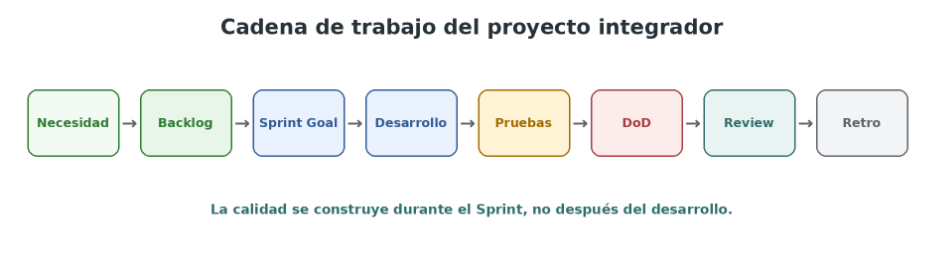 Cadena de trabajo del proyecto integrador
Necesidad → Backlog → Sprint Goal → Desarrollo → Pruebas → DoD → Review → Retro
La calidad se construye durante el Sprint, no después del desarrollo.